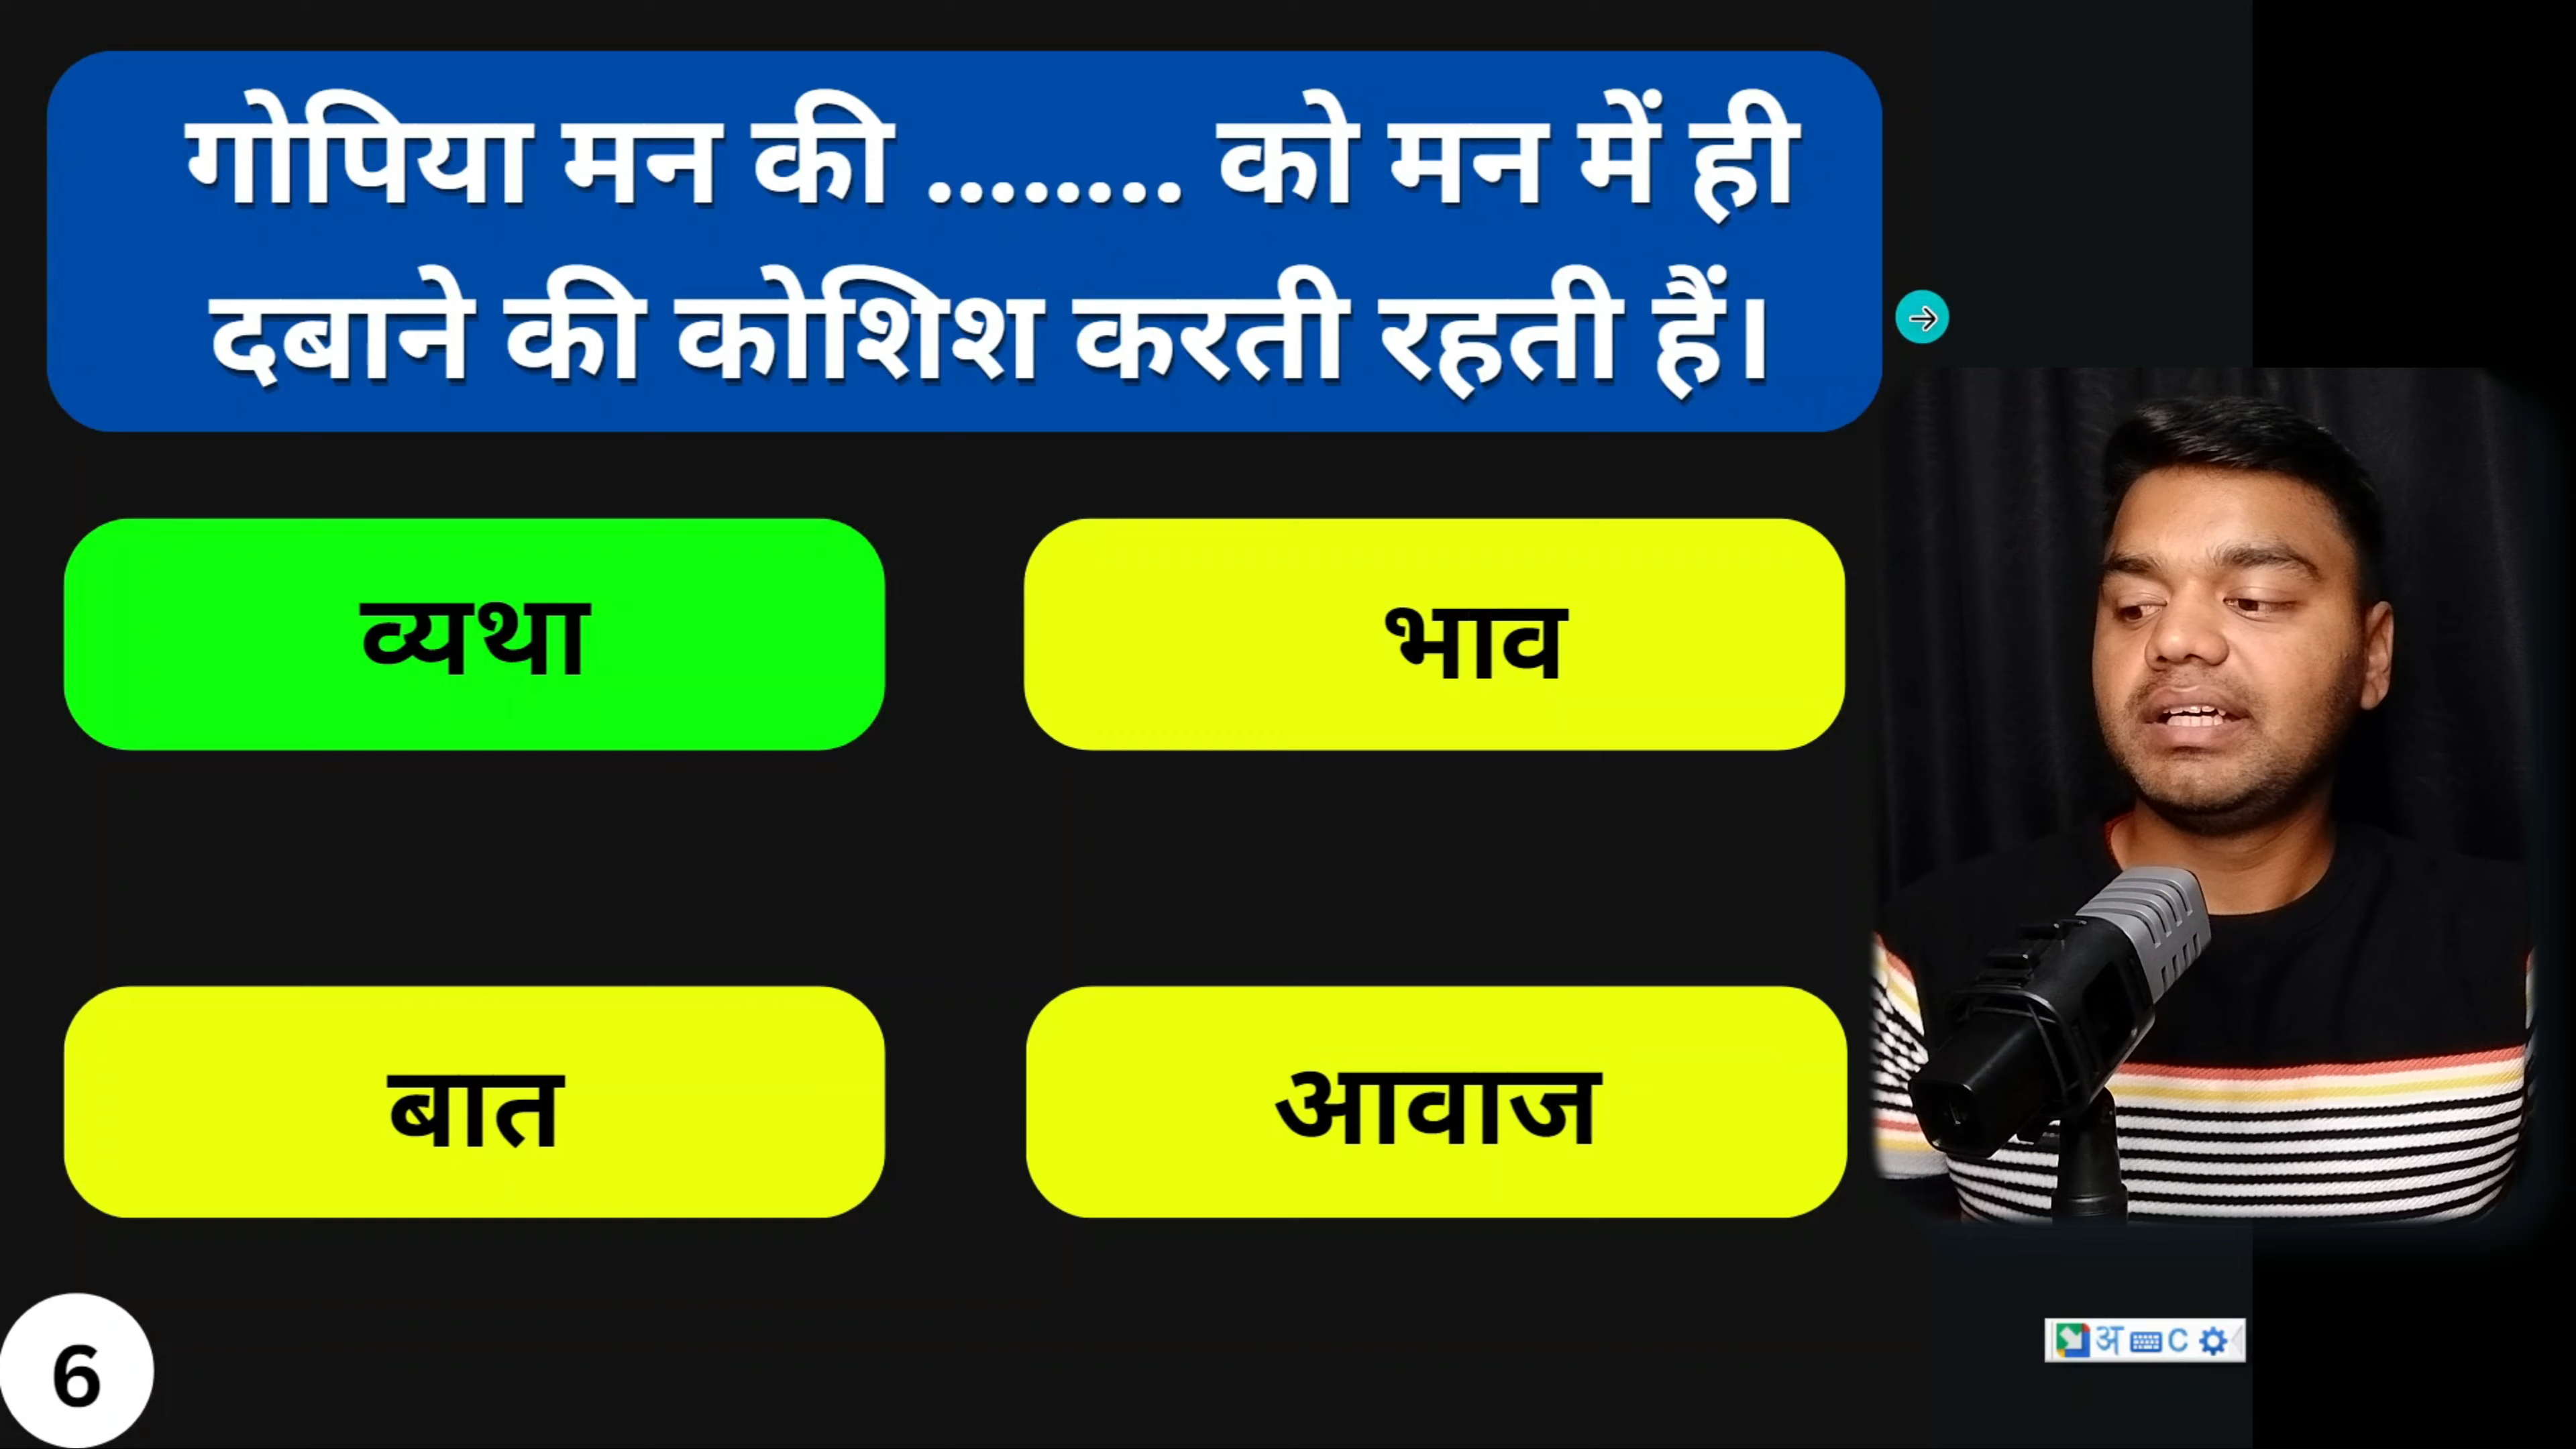 गोपिया मन की ........ को मन में ही
दबाने की कोशिश करती रहती हैं।
व्यथा
भाव
बात
आवाज
6
अ C